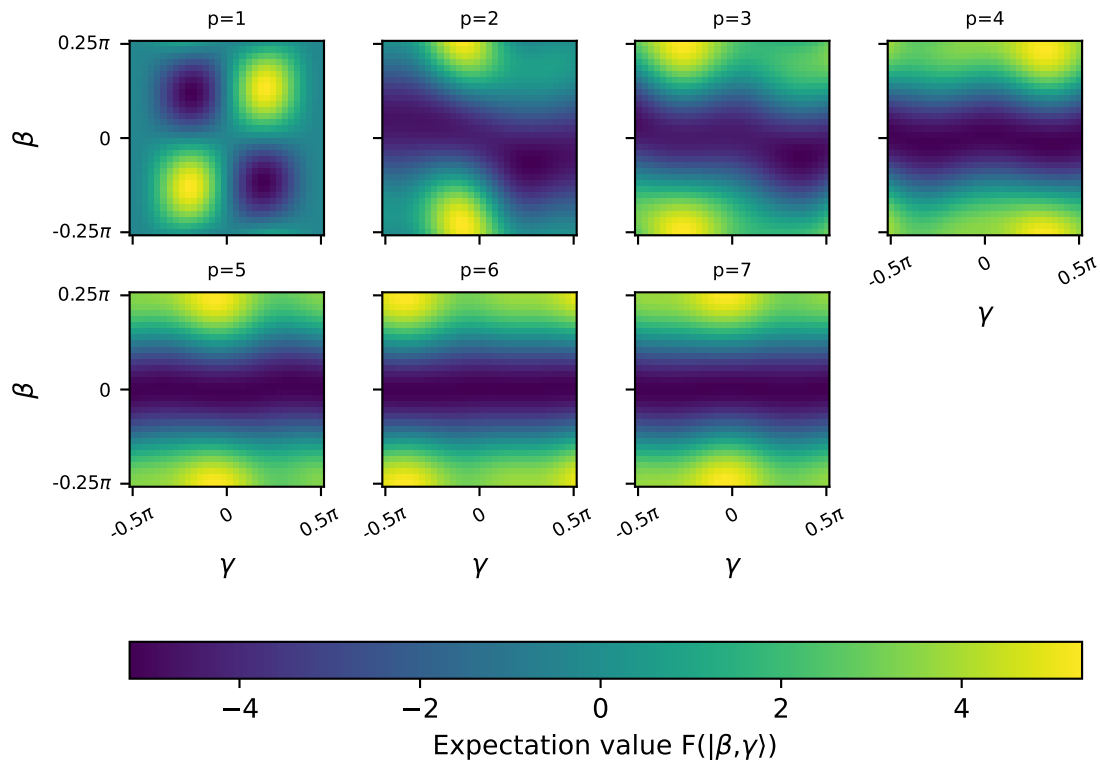 p=1
p=2
p=3
p=4
0.25π
0
-0.25π
β
-0.5π
0
0.5π
γ
p=5
p=6
p=7
0.25π
0
-0.25π
β
-0.5π
0
0.5π
-0.5π
0
0.5π
-0.5π
0
0.5π
γ
γ
γ
−4
−2
0
2
4
Expectation value F(|β,γ⟩)